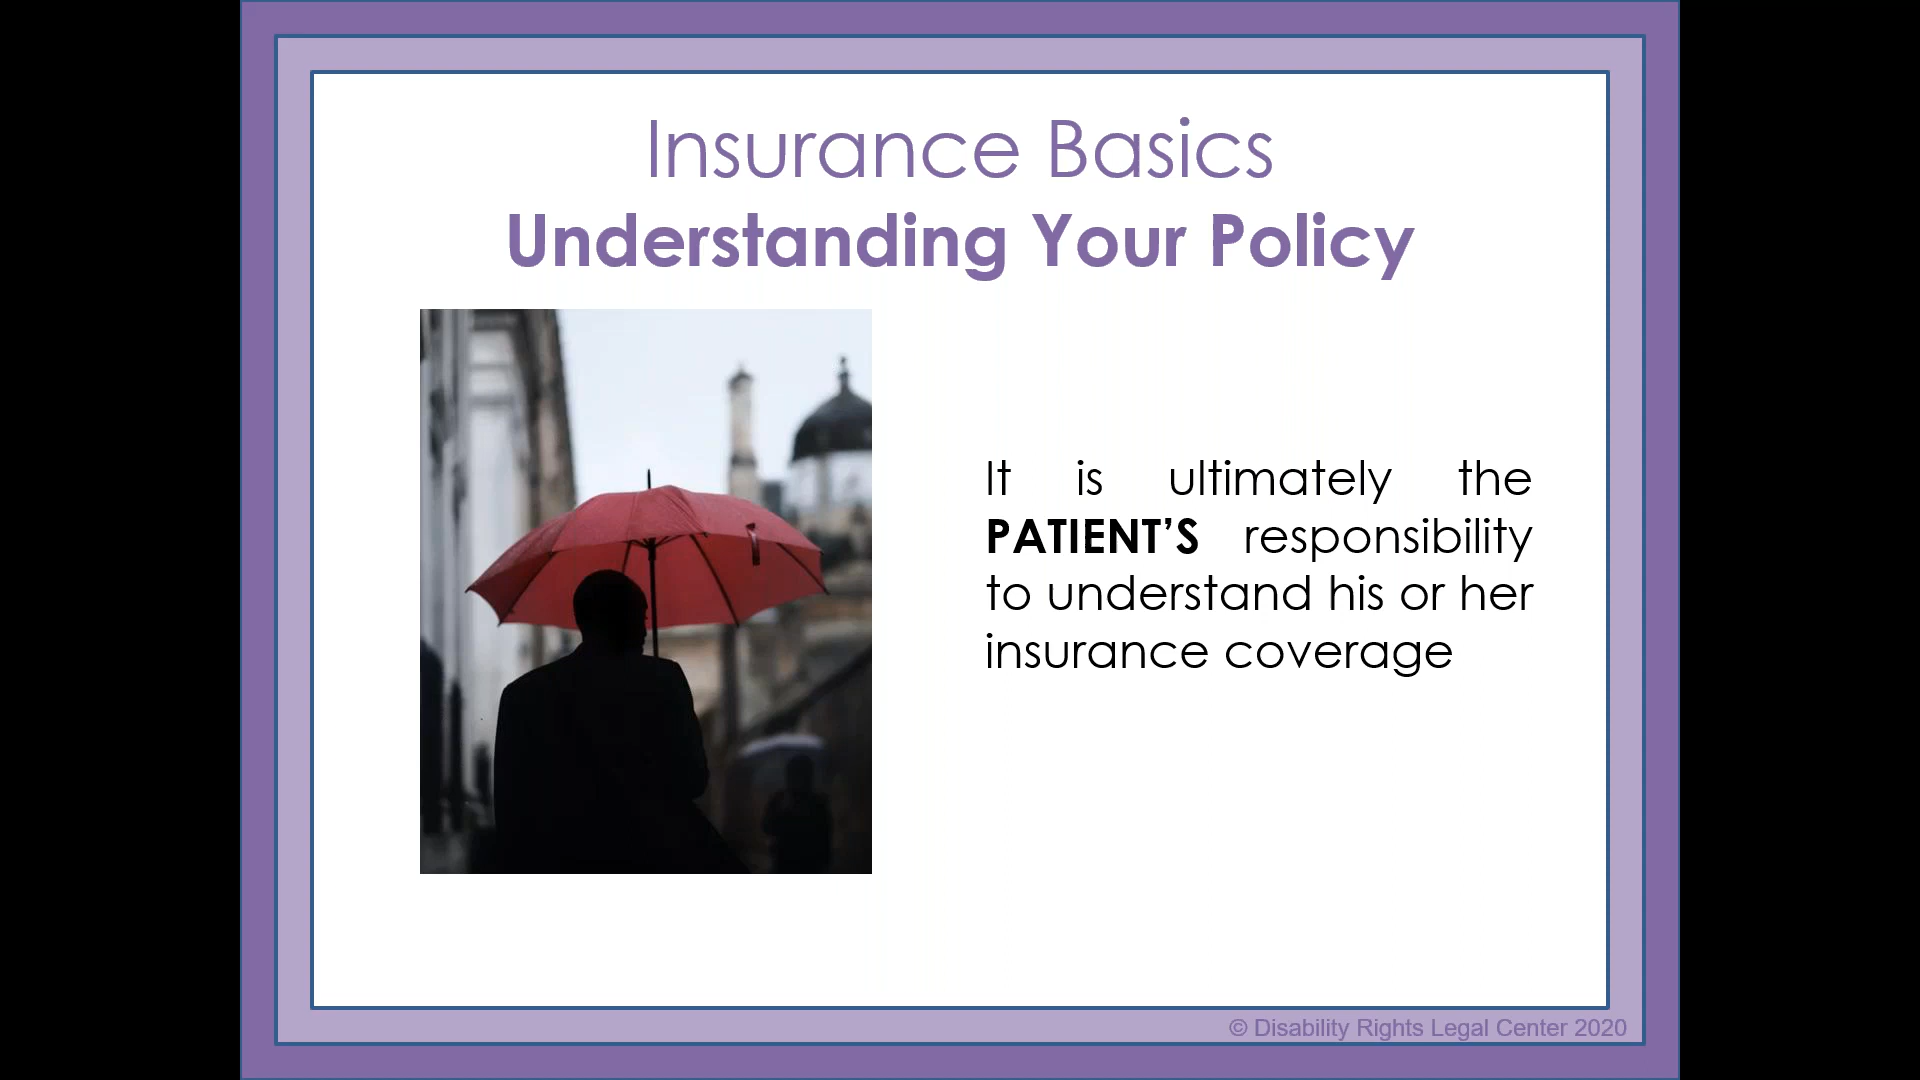 Insurance Basics
Understanding Your Policy
It is ultimately the
PATIENT’S responsibility
to understand his or her
insurance coverage
© Disability Rights Legal Center 2020